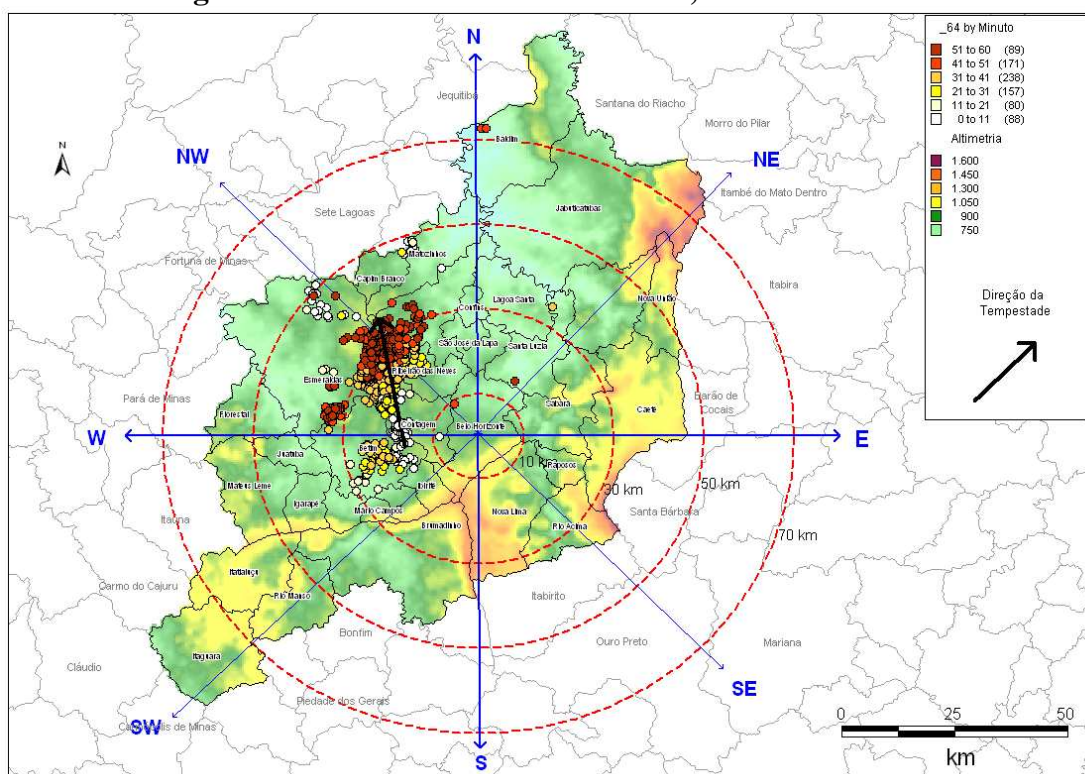 N
_64 by Minuto
51 to 60 (89)
41 to 51 (171)
31 to 41 (238)
21 to 31 (157)
11 to 21 (80)
0 to 11 (88)
Altimetria
1.600
1.450
1.300
1.050
900
750
Jequitibá
Santana do Riacho
Morro do Pilar
Baldim
N
NW
NE
Itambé do Mato Dentro
Jaboticatubas
Sete Lagoas
Matozinhos
Fortuna de Minas
Capim Branco
Itabira
Lagoa Santa
Nova União
Confins
Direção da
Tempestade
São José da Lapa
Santa Luzia
Ribeirão das Neves
Esmeraldas
Pará de Minas
Barão de
Cocais
Florestal
Sabará
Caeté
Contagem
Belo Horizonte
W
E
Betim
Juatuba
10 km
Raposos
Mateus Leme
Ibirité
30 km
50 km
Igarapé
Mário Campos
Nova Lima
Santa Bárbara
Itaúna
Brumadinho
Rio Acima
70 km
Itatiaiuçu
Carmo do Cajuru
Rio Manso
Itabirito
Bonfim
Ouro Preto
Mariana
Itaguara
Cláudio
SE
Piedade dos Gerais
SW
de Minas
0 25 50
km
S